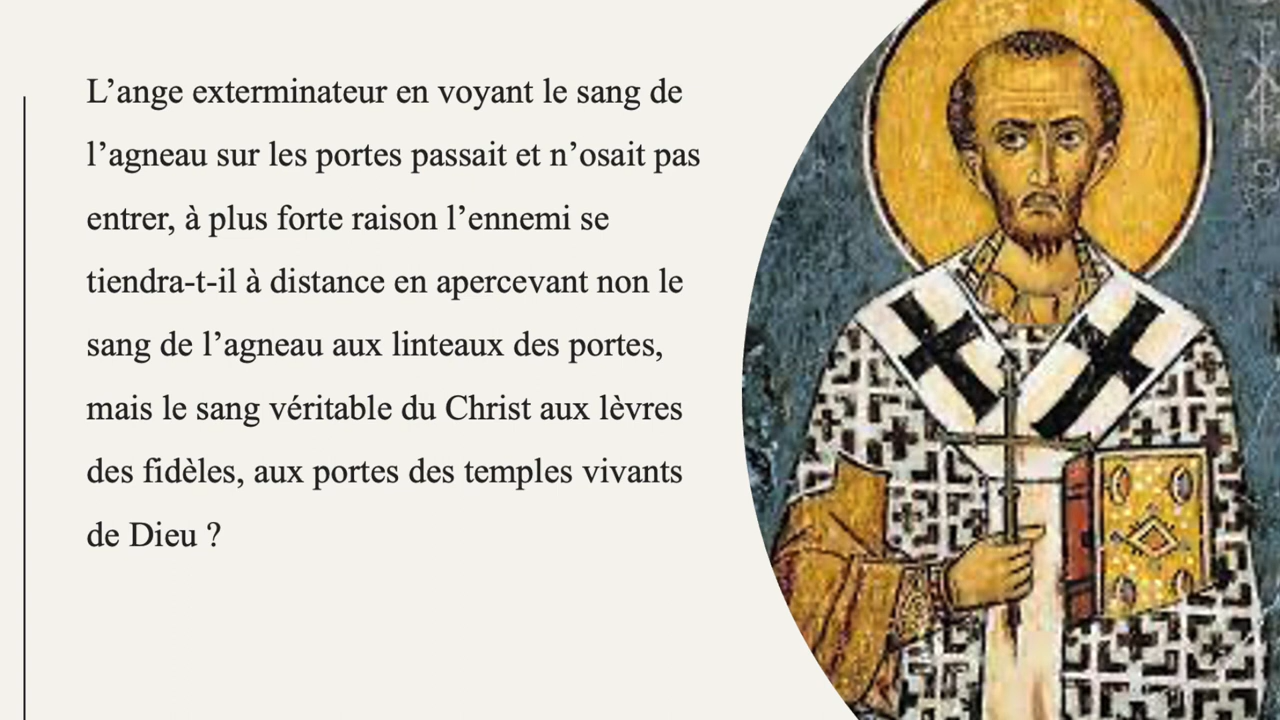 L’ange exterminateur en voyant le sang de
l’agneau sur les portes passait et n’osait pas
entrer, à plus forte raison l’ennemi se
tiendra-t-il à distance en apercevant non le
sang de l’agneau aux linteaux des portes,
mais le sang véritable du Christ aux lèvres
des fidèles, aux portes des temples vivants
de Dieu ?